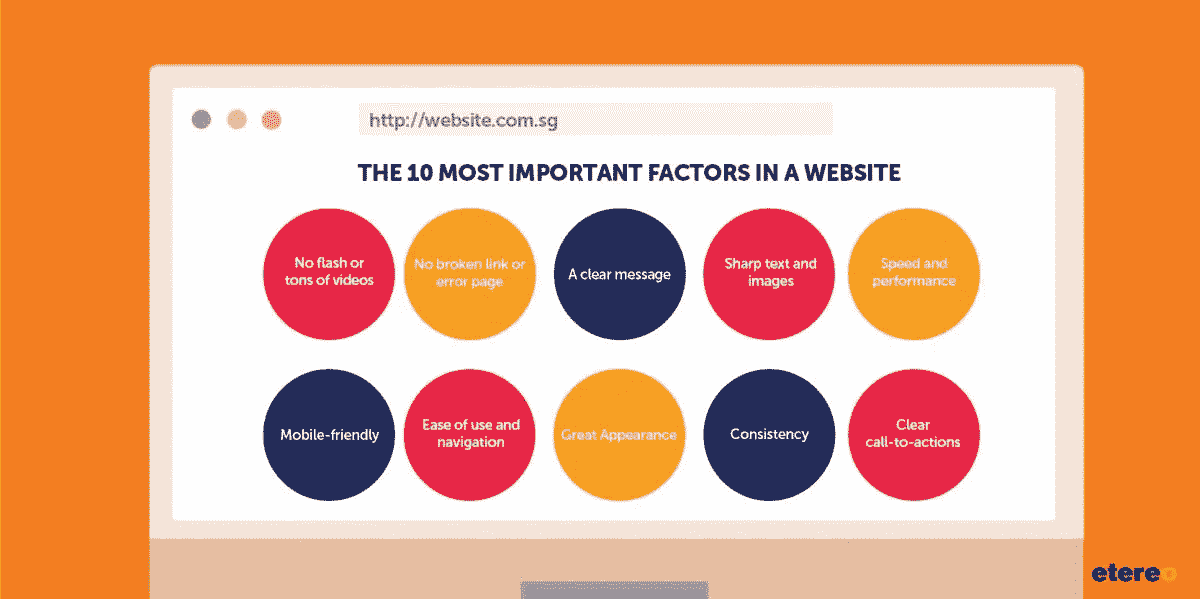 http://website.com.sg
THE 10 MOST IMPORTANT FACTORS IN A WEBSITE
No flash or
tons of videos
No broken link or
error page
A clear message
Sharp text and
images
Speed and
performance
Mobile-friendly
Ease of use and
navigation
Great Appearance
Consistency
Clear
call-to-actions
etereo